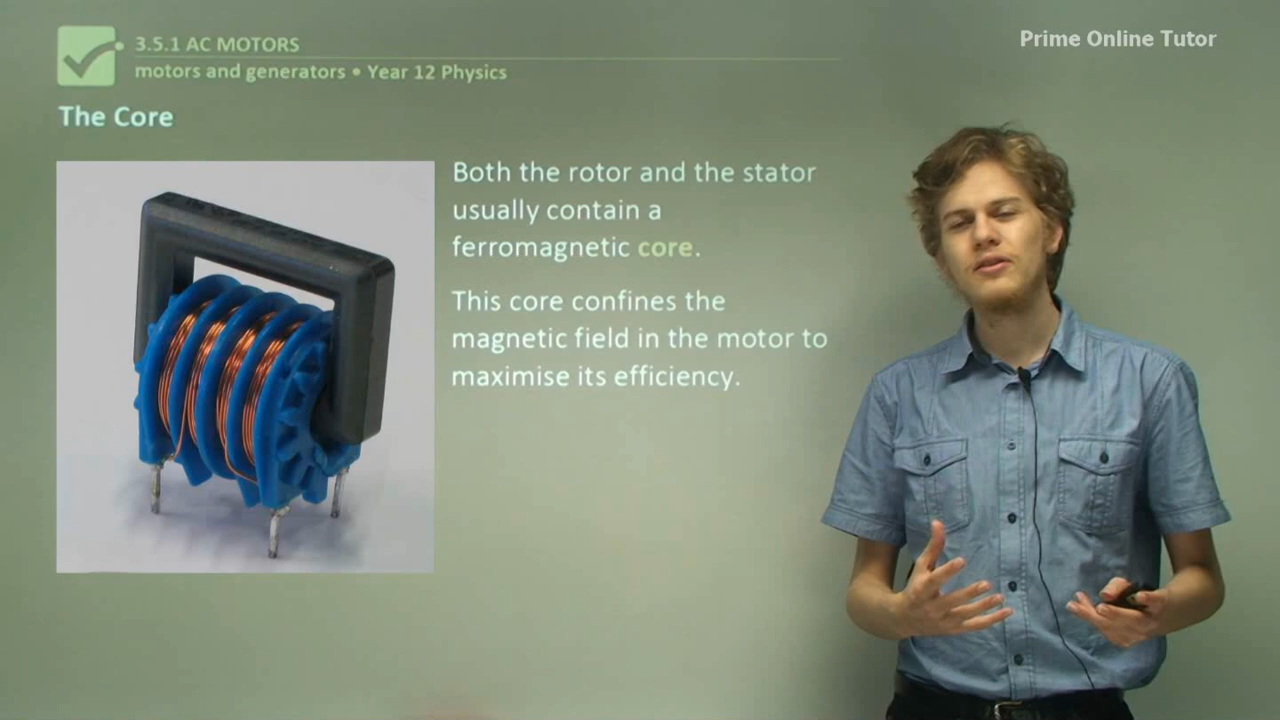 3.5.1 AC MOTORS
motors and generators • Year 12 Physics
Prime Online Tutor
The Core
Both the rotor and the stator
usually contain a
ferromagnetic core.
This core confines the
magnetic field in the motor to
maximise its efficiency.